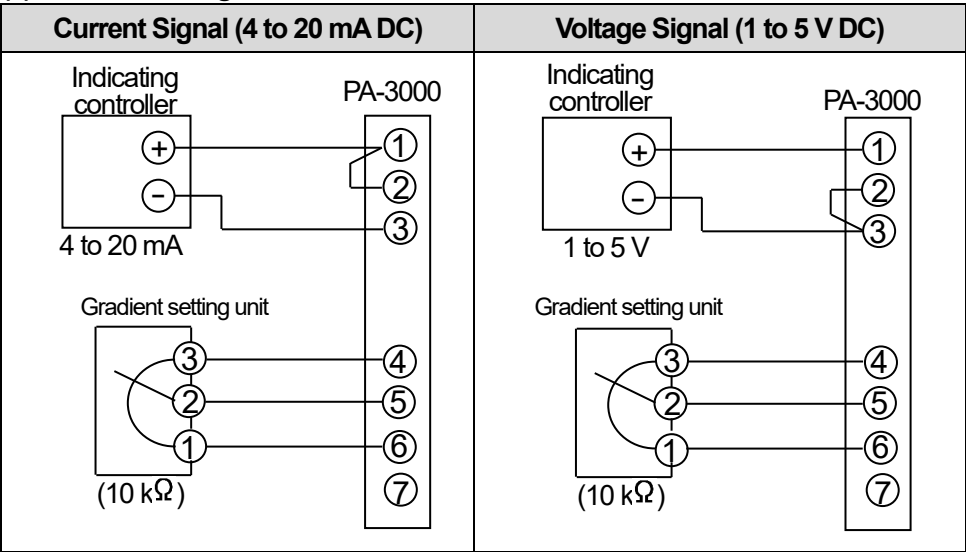 Current Signal (4 to 20 mA DC)
Voltage Signal (1 to 5 V DC)
Indicating
controller
PA-3000
+
-
1
2
3
4 to 20 mA
Gradient setting unit
3
2
1
4
5
6
7
(10 kΩ)
Indicating
controller
PA-3000
+
-
1
2
3
1 to 5 V
Gradient setting unit
3
2
1
4
5
6
7
(10 kΩ)